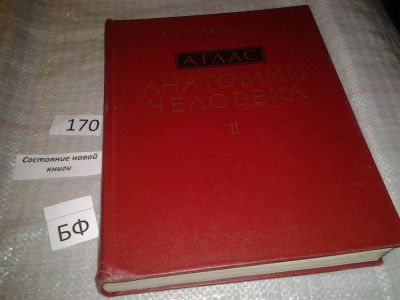 АТЛАС
АНАТОМИИ
ЧЕЛОВЕКА
II
170
Состояние новой
книги
БФ